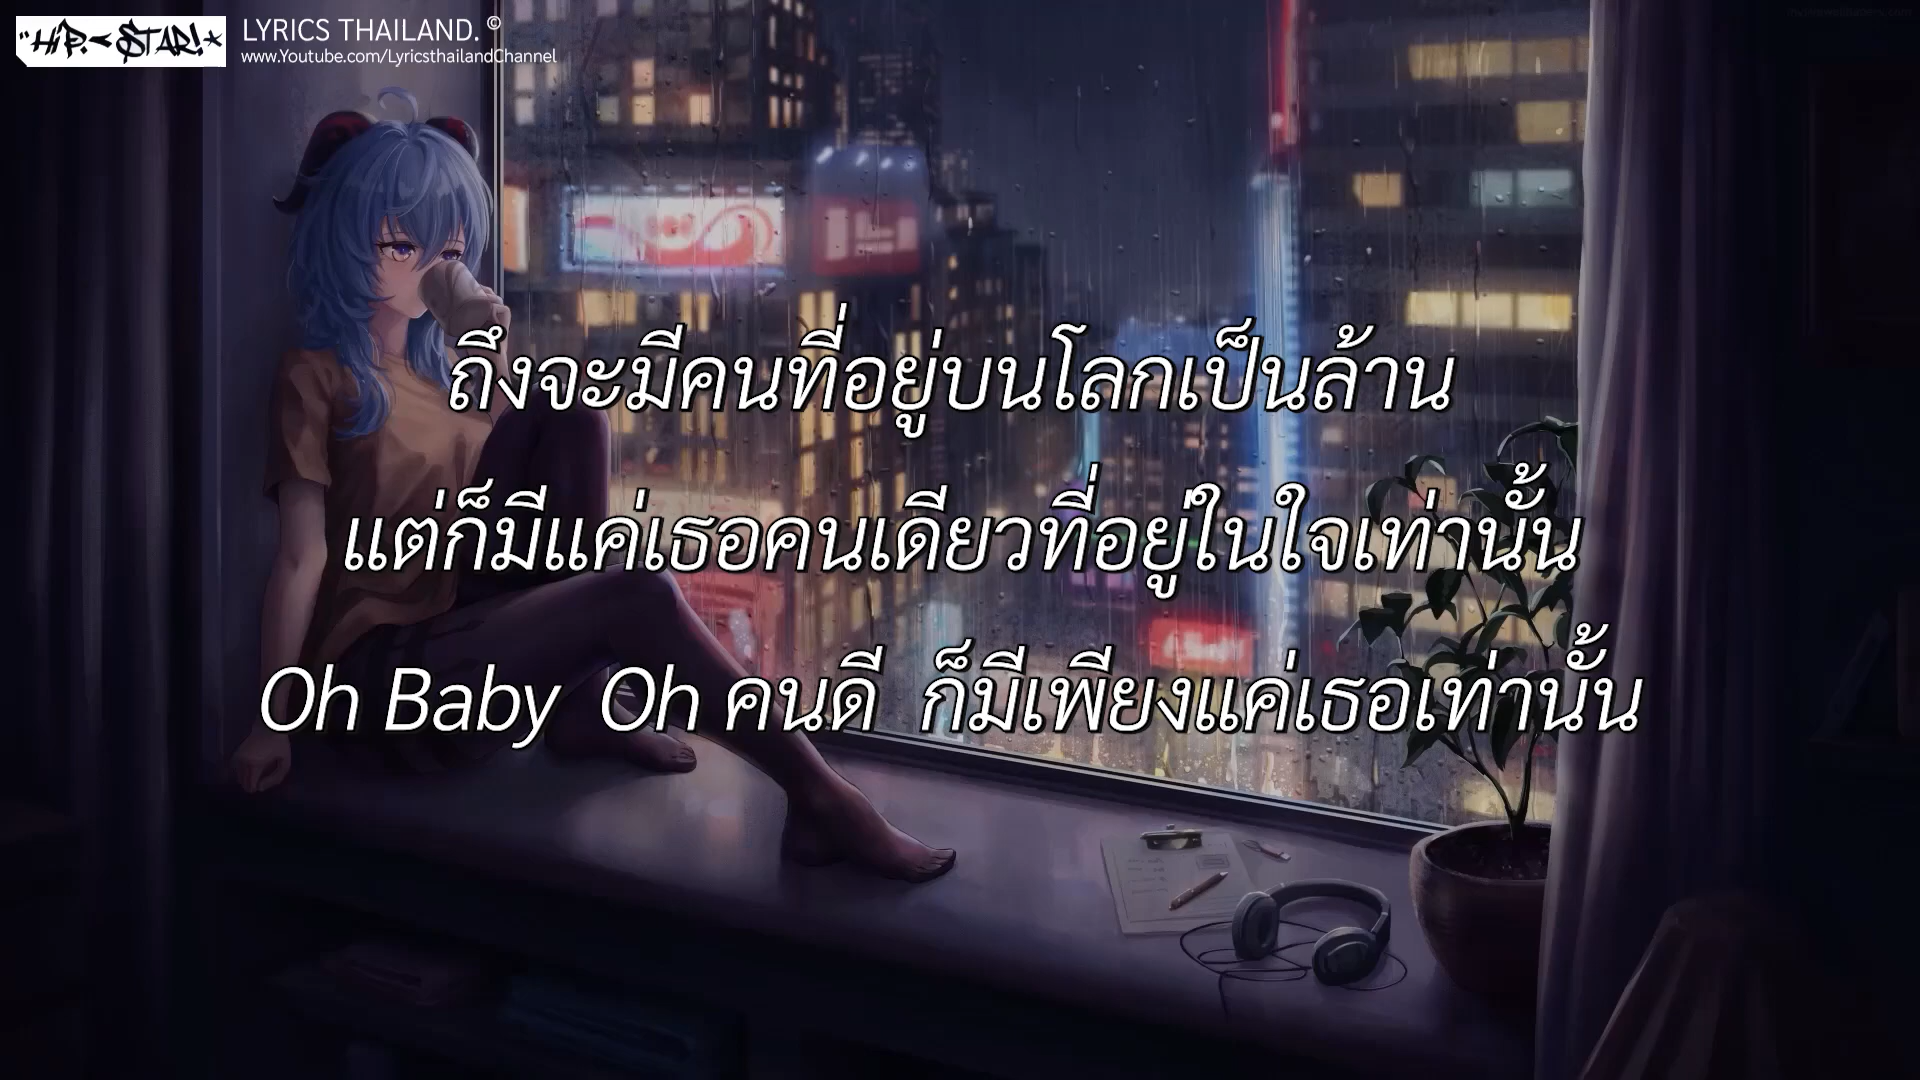 "HIP.-STAR!★
LYRICS THAILAND.©
www.Youtube.com/LyricsthailandChannel
ถึงจะมีคนที่อยู่บนโลกเป็นล้าน
แต่ก็มีแค่เธอคนเดียวที่อยู่ในใจเท่านั้น
Oh Baby Oh คนดี ก็มีเพียงแค่เธอเท่านั้น